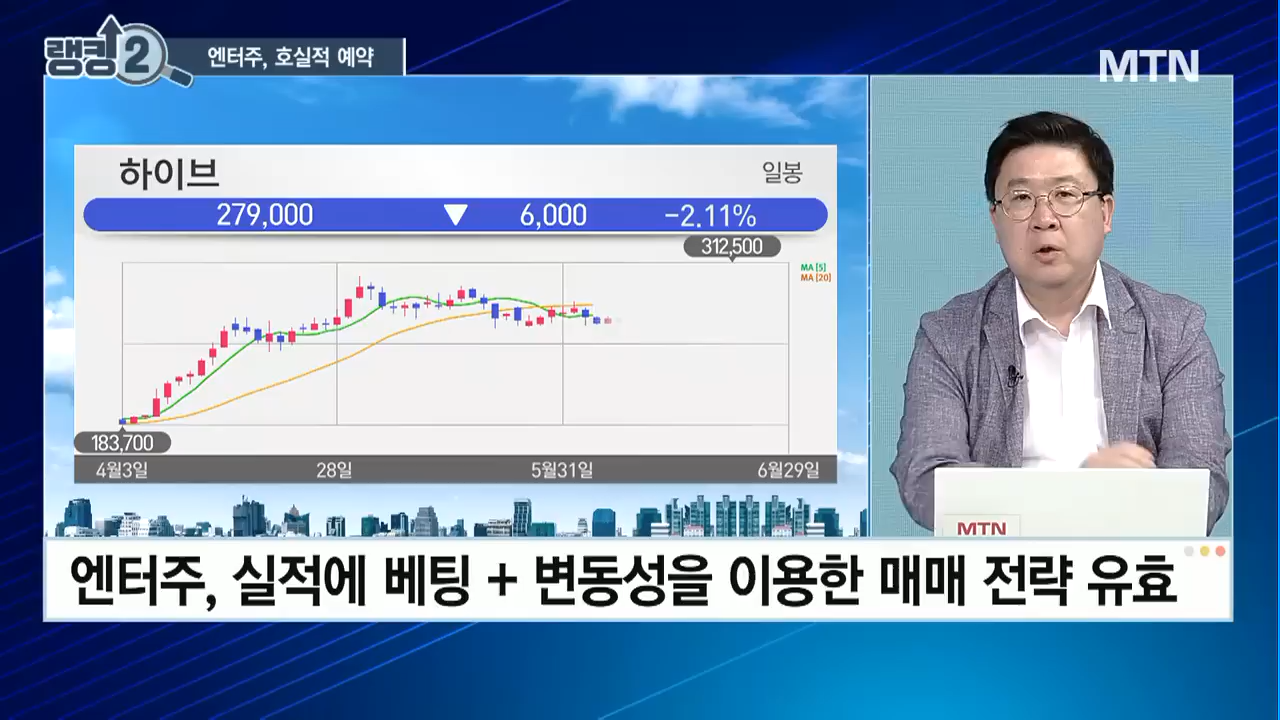 랭킹2
엔터주, 호실적 예약
MTN
하이브
일봉
279,000 ▼ 6,000 -2.11%
312,500
MA [5]
MA [20]
183,700
4월3일 28일 5월31일 6월29일
MTN
엔터주, 실적에 베팅 + 변동성을 이용한 매매 전략 유효